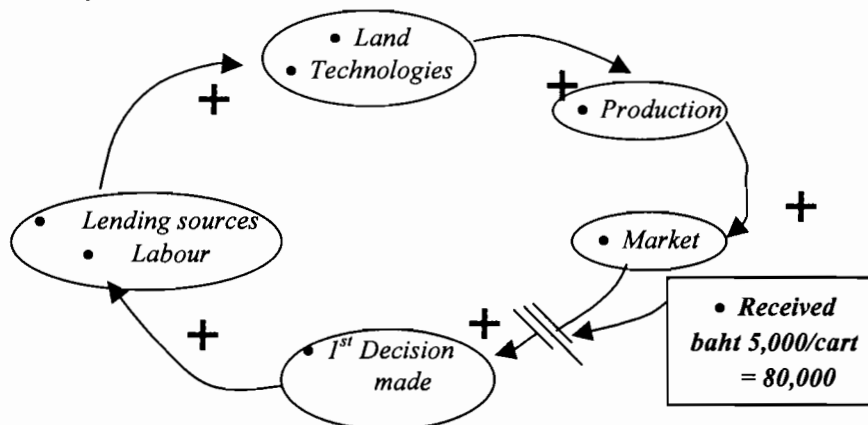 • Land
• Technologies
+
+
• Production
+
• Lending sources
• Labour
• Market
• Received
baht 5,000/cart
= 80,000
+
+
• 1st Decision
made